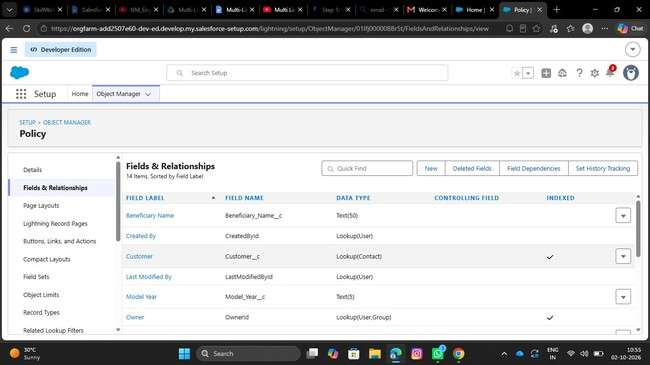 SkillWi
Salesfo
NM_En
Multi-L
Multi-L
Multi Li
Step 1:
email -
Welcom
Home |
Policy |
https://orgfarm-add2507e60-dev-ed.develop.my.salesforce-setup.com/lightning/setup/ObjectManager/01IfJ0000088r5t/FieldsAndRelationships/view
Chat
Developer Edition
Search Setup
3
Setup Home Object Manager
SETUP > OBJECT MANAGER
Policy
Details
Fields & Relationships
Page Layouts
Lightning Record Pages
Buttons, Links, and Actions
Compact Layouts
Field Sets
Object Limits
Record Types
Related Lookup Filters
Fields & Relationships
14 Items, Sorted by Field Label
Quick Find
New
Deleted Fields
Field Dependencies
Set History Tracking
FIELD LABEL FIELD NAME DATA TYPE CONTROLLING FIELD INDEXED
Beneficiary Name Beneficiary_Name__c Text(50)
Created By CreatedById Lookup(User)
Customer Customer__c Lookup(Contact)
Last Modified By LastModifiedById Lookup(User)
Model Year Model_Year__c Text(5)
Owner OwnerId Lookup(User,Group)
30°C
Sunny
Search
ENG
IN
10:55
02-10-2026